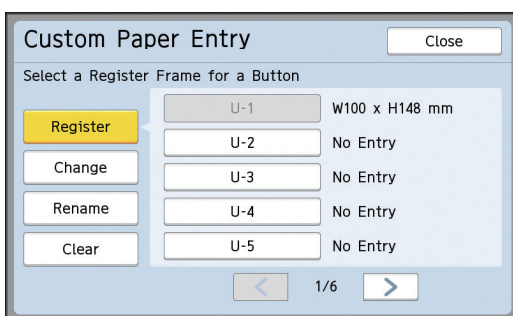 Custom Paper Entry Close
Select a Register Frame for a Button
Register
Change
Rename
Clear
U-1 W100 x H148 mm
U-2 No Entry
U-3 No Entry
U-4 No Entry
U-5 No Entry
< 1/6 >